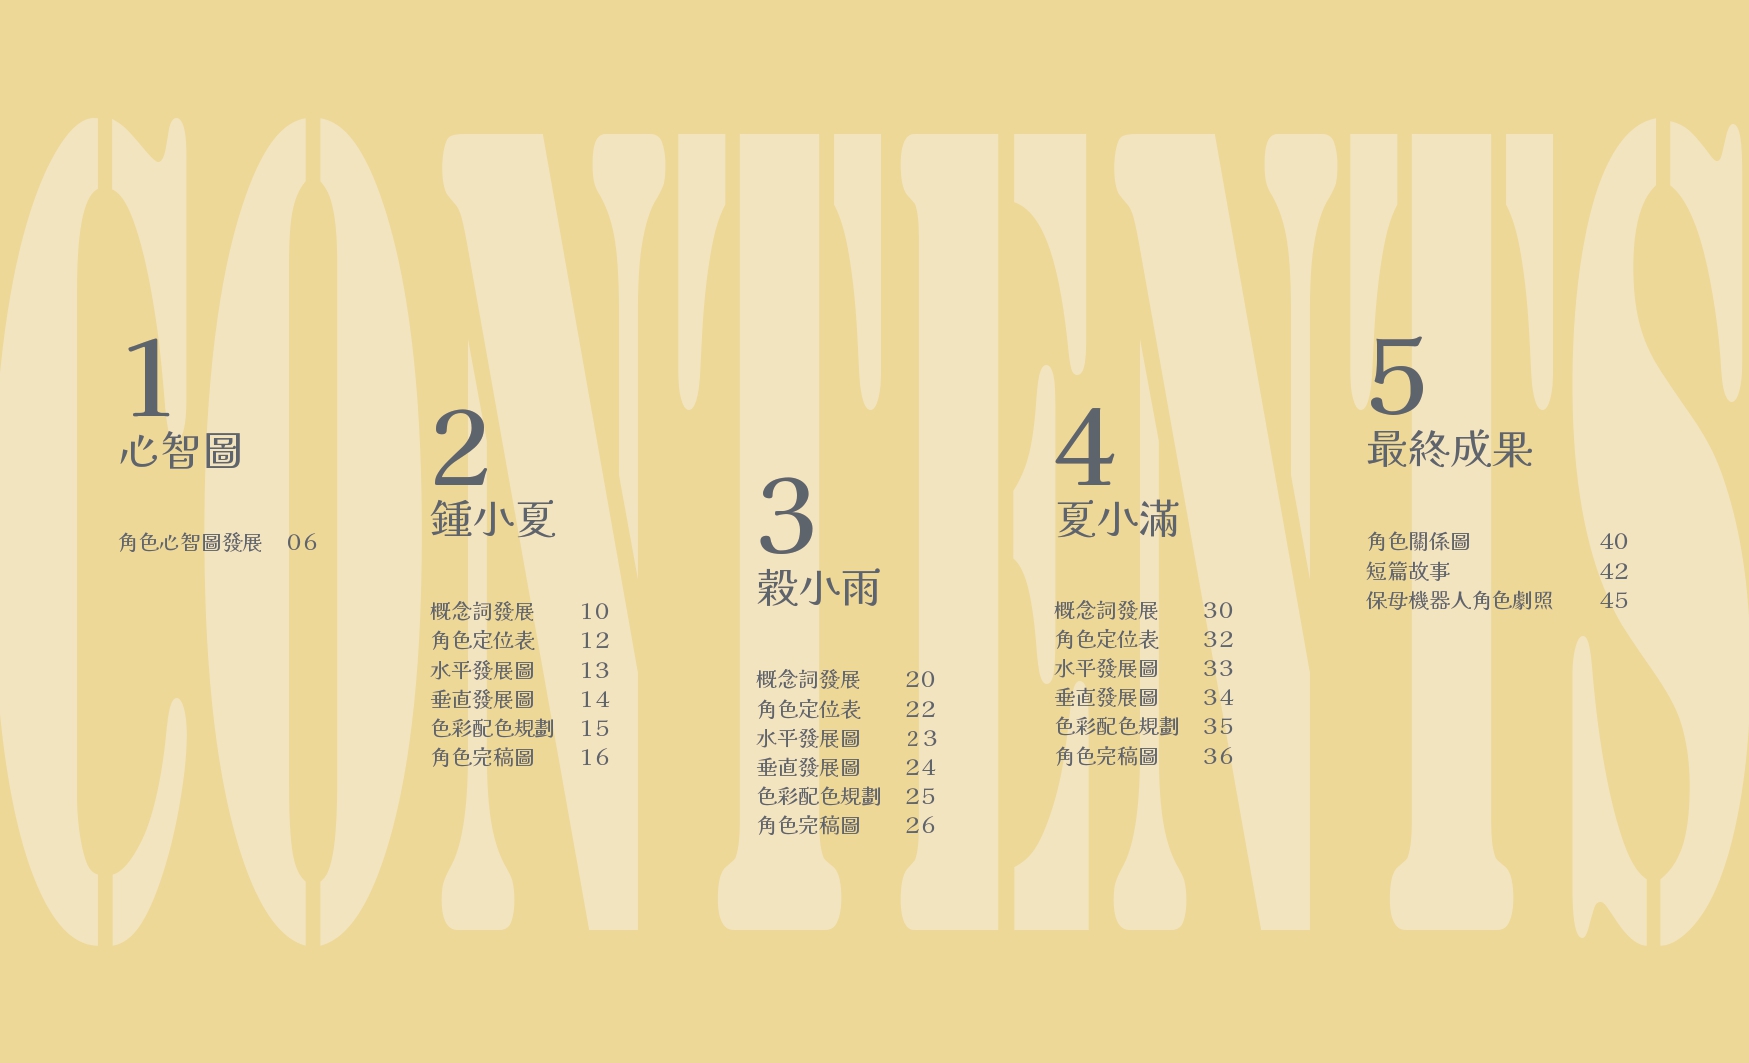 CONTENTS
1
心智圖
角色心智圖發展 06
2
鍾小夏
概念詞發展 10
角色定位表 12
水平發展圖 13
垂直發展圖 14
色彩配色規劃 15
角色完稿圖 16
3
穀小雨
概念詞發展 20
角色定位表 22
水平發展圖 23
垂直發展圖 24
色彩配色規劃 25
角色完稿圖 26
4
夏小滿
概念詞發展 30
角色定位表 32
水平發展圖 33
垂直發展圖 34
色彩配色規劃 35
角色完稿圖 36
5
最終成果
角色關係圖 40
短篇故事 42
保母機器人角色劇照 45